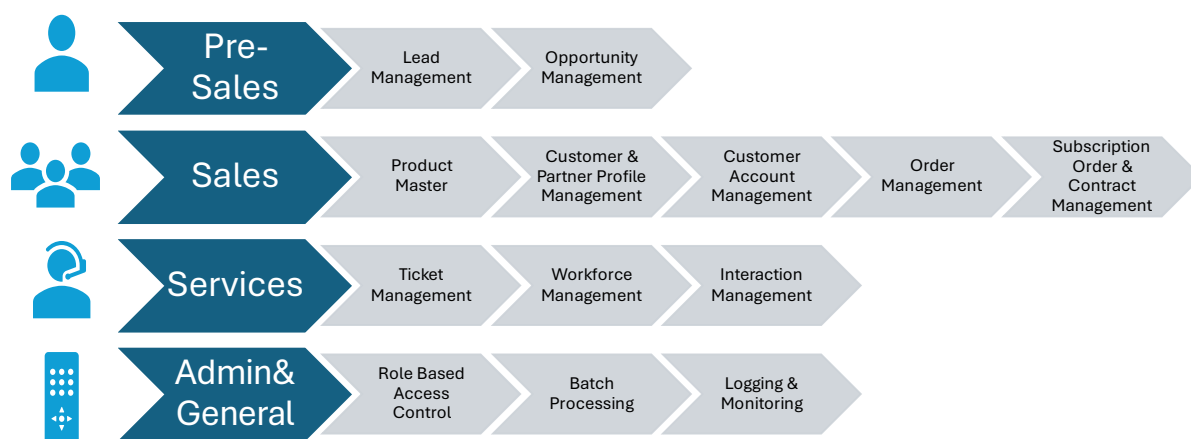 Pre-
Sales
Lead
Management
Opportunity
Management
Sales
Product
Master
Customer &
Partner Profile
Management
Customer
Account
Management
Order
Management
Subscription
Order &
Contract
Management
Services
Ticket
Management
Workforce
Management
Interaction
Management
Admin&
General
Role Based
Access
Control
Batch
Processing
Logging &
Monitoring